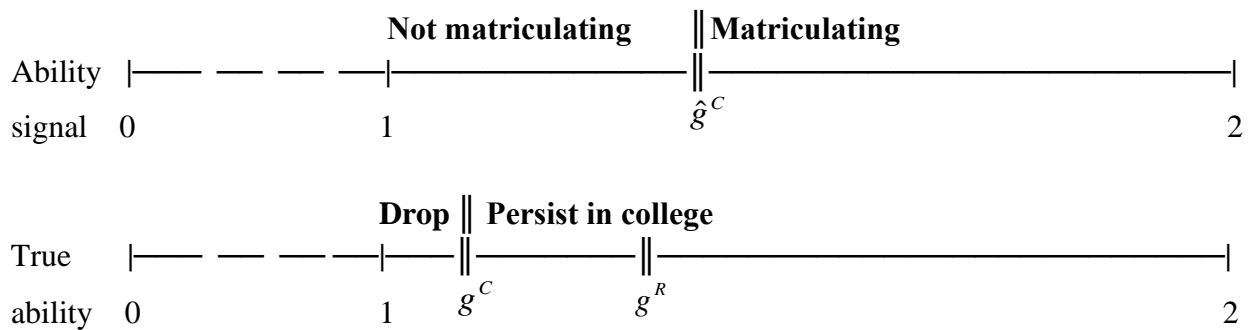 Not matriculating Matriculating
Ability
signal 0 1 ĝ^C 2
Drop Persist in college
True
ability 0 1 g^C g^R 2